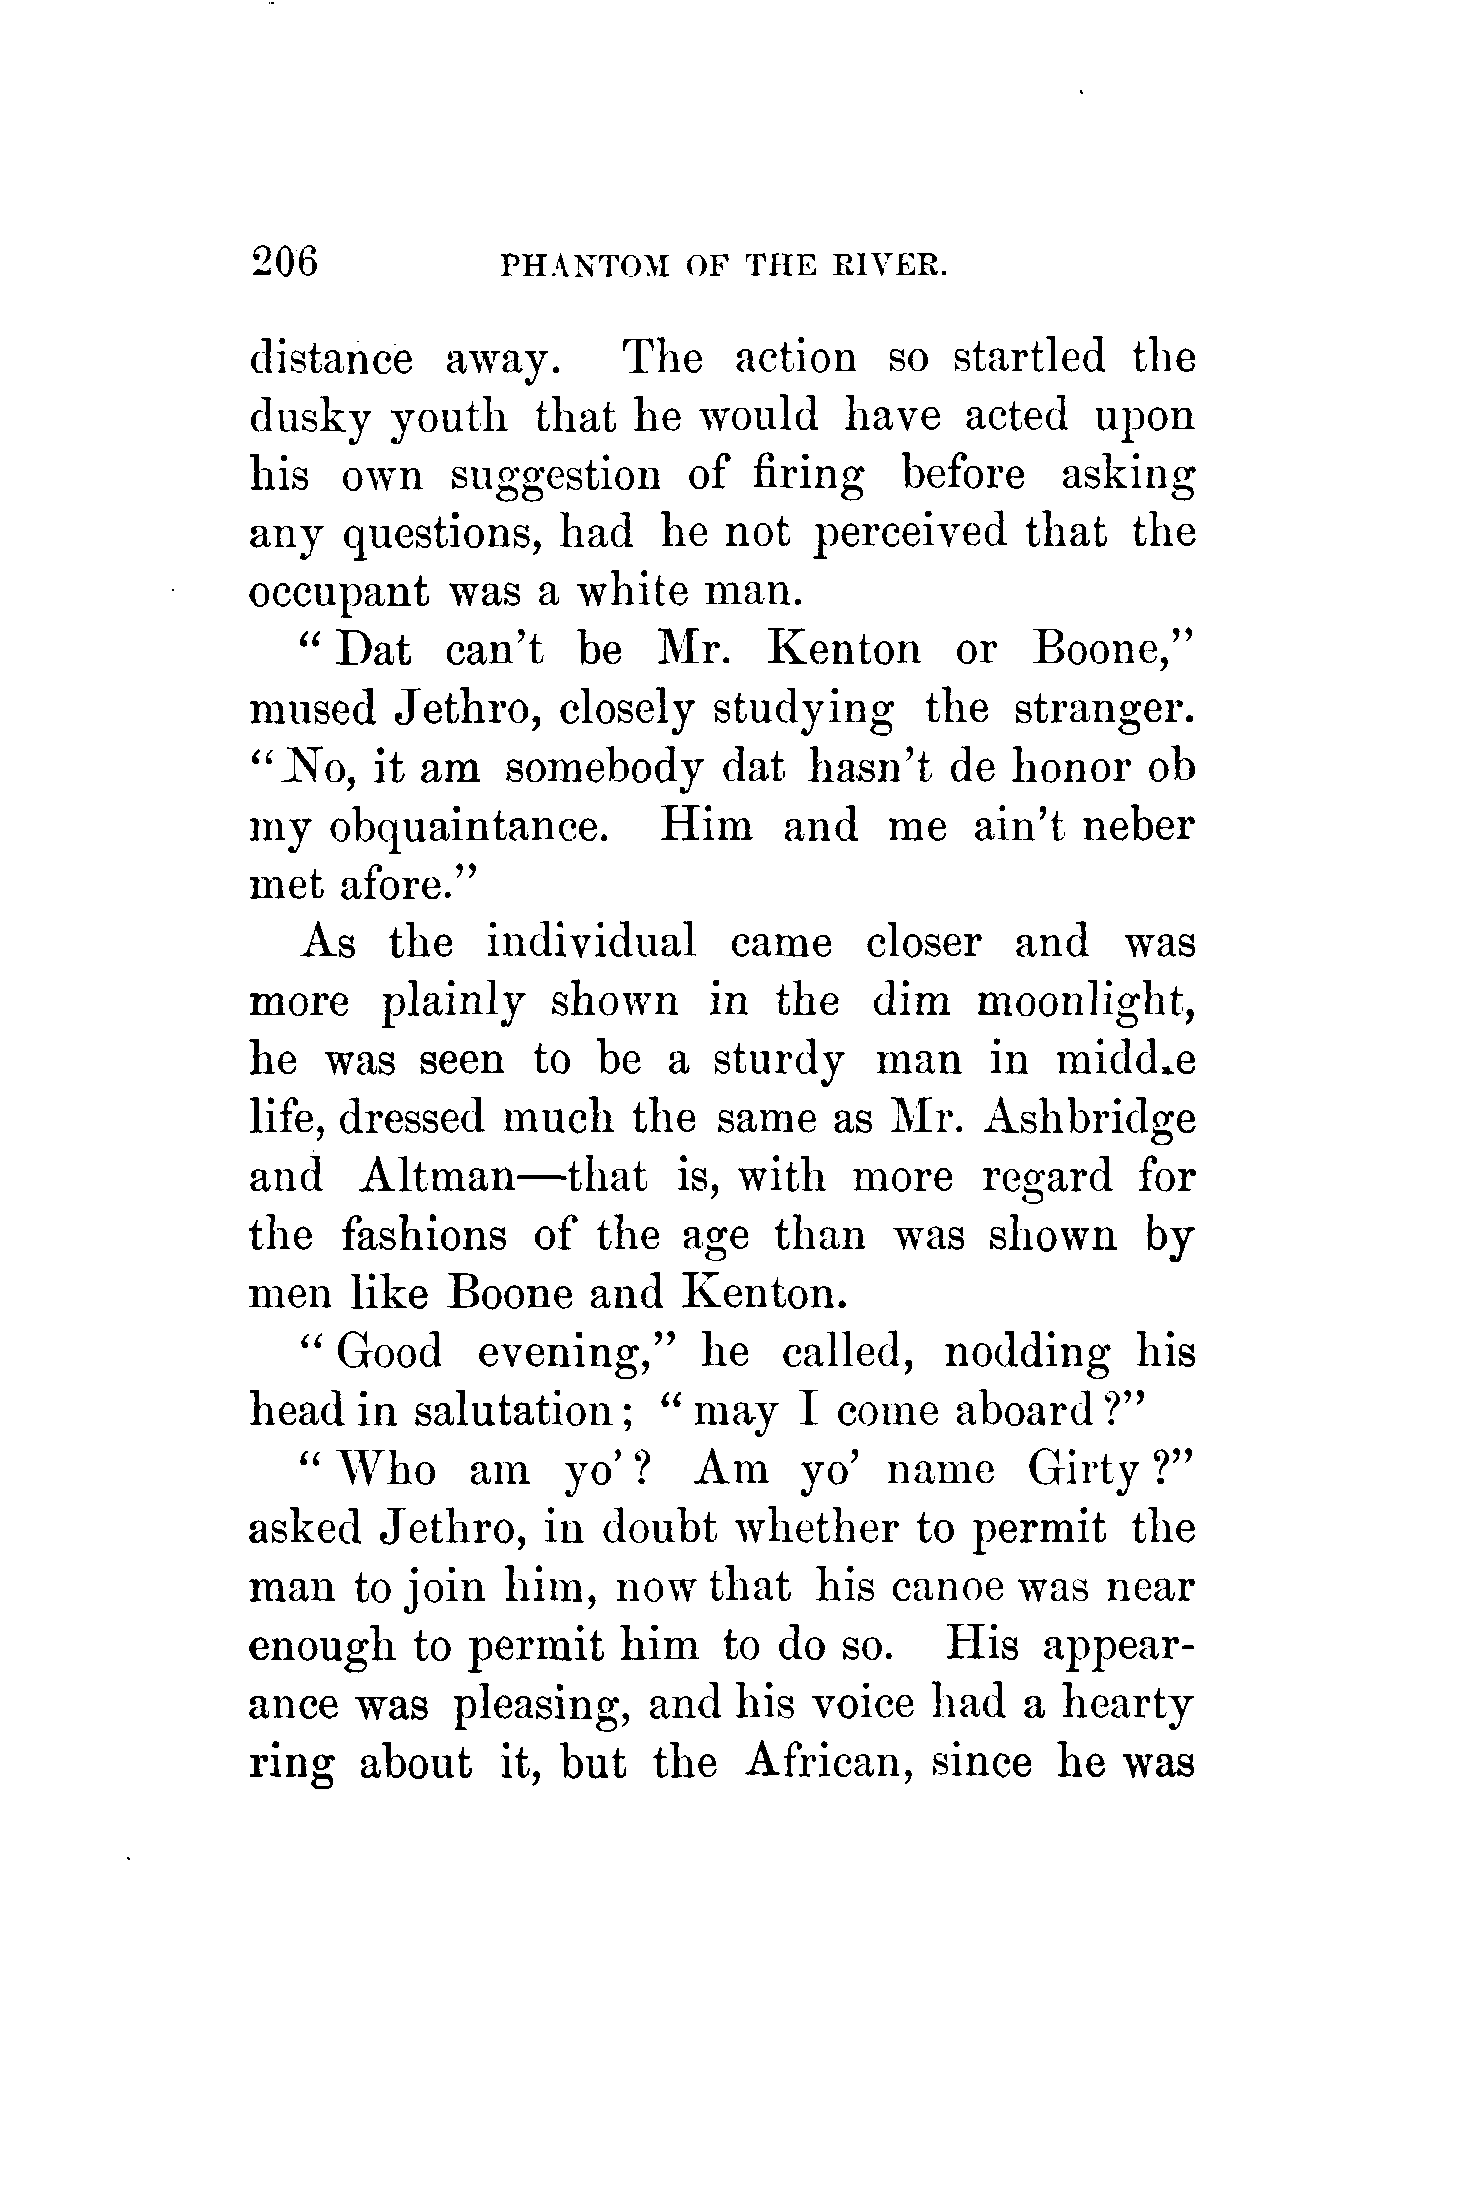 206 PHANTOM OF THE RIVER.
distance away. The action so startled the
dusky youth that he would have acted upon
his own suggestion of firing before asking
any questions, had he not perceived that the
occupant was a white man.
“ Dat can’t be Mr. Kenton or Boone,”
mused Jethro, closely studying the stranger.
“ No, it am somebody dat hasn’t de honor ob
my obquaintance. Him and me ain’t neber
met afore.”
As the individual came closer and was
more plainly shown in the dim moonlight,
he was seen to be a sturdy man in middle
life, dressed much the same as Mr. Ashbridge
and Altman—that is, with more regard for
the fashions of the age than was shown by
men like Boone and Kenton.
“ Good evening,” he called, nodding his
head in salutation ; “ may I come aboard ?”
“ Who am yo’ ? Am yo’ name Girty ?”
asked Jethro, in doubt whether to permit the
man to join him, now that his canoe was near
enough to permit him to do so. His appear-
ance was pleasing, and his voice had a hearty
ring about it, but the African, since he was